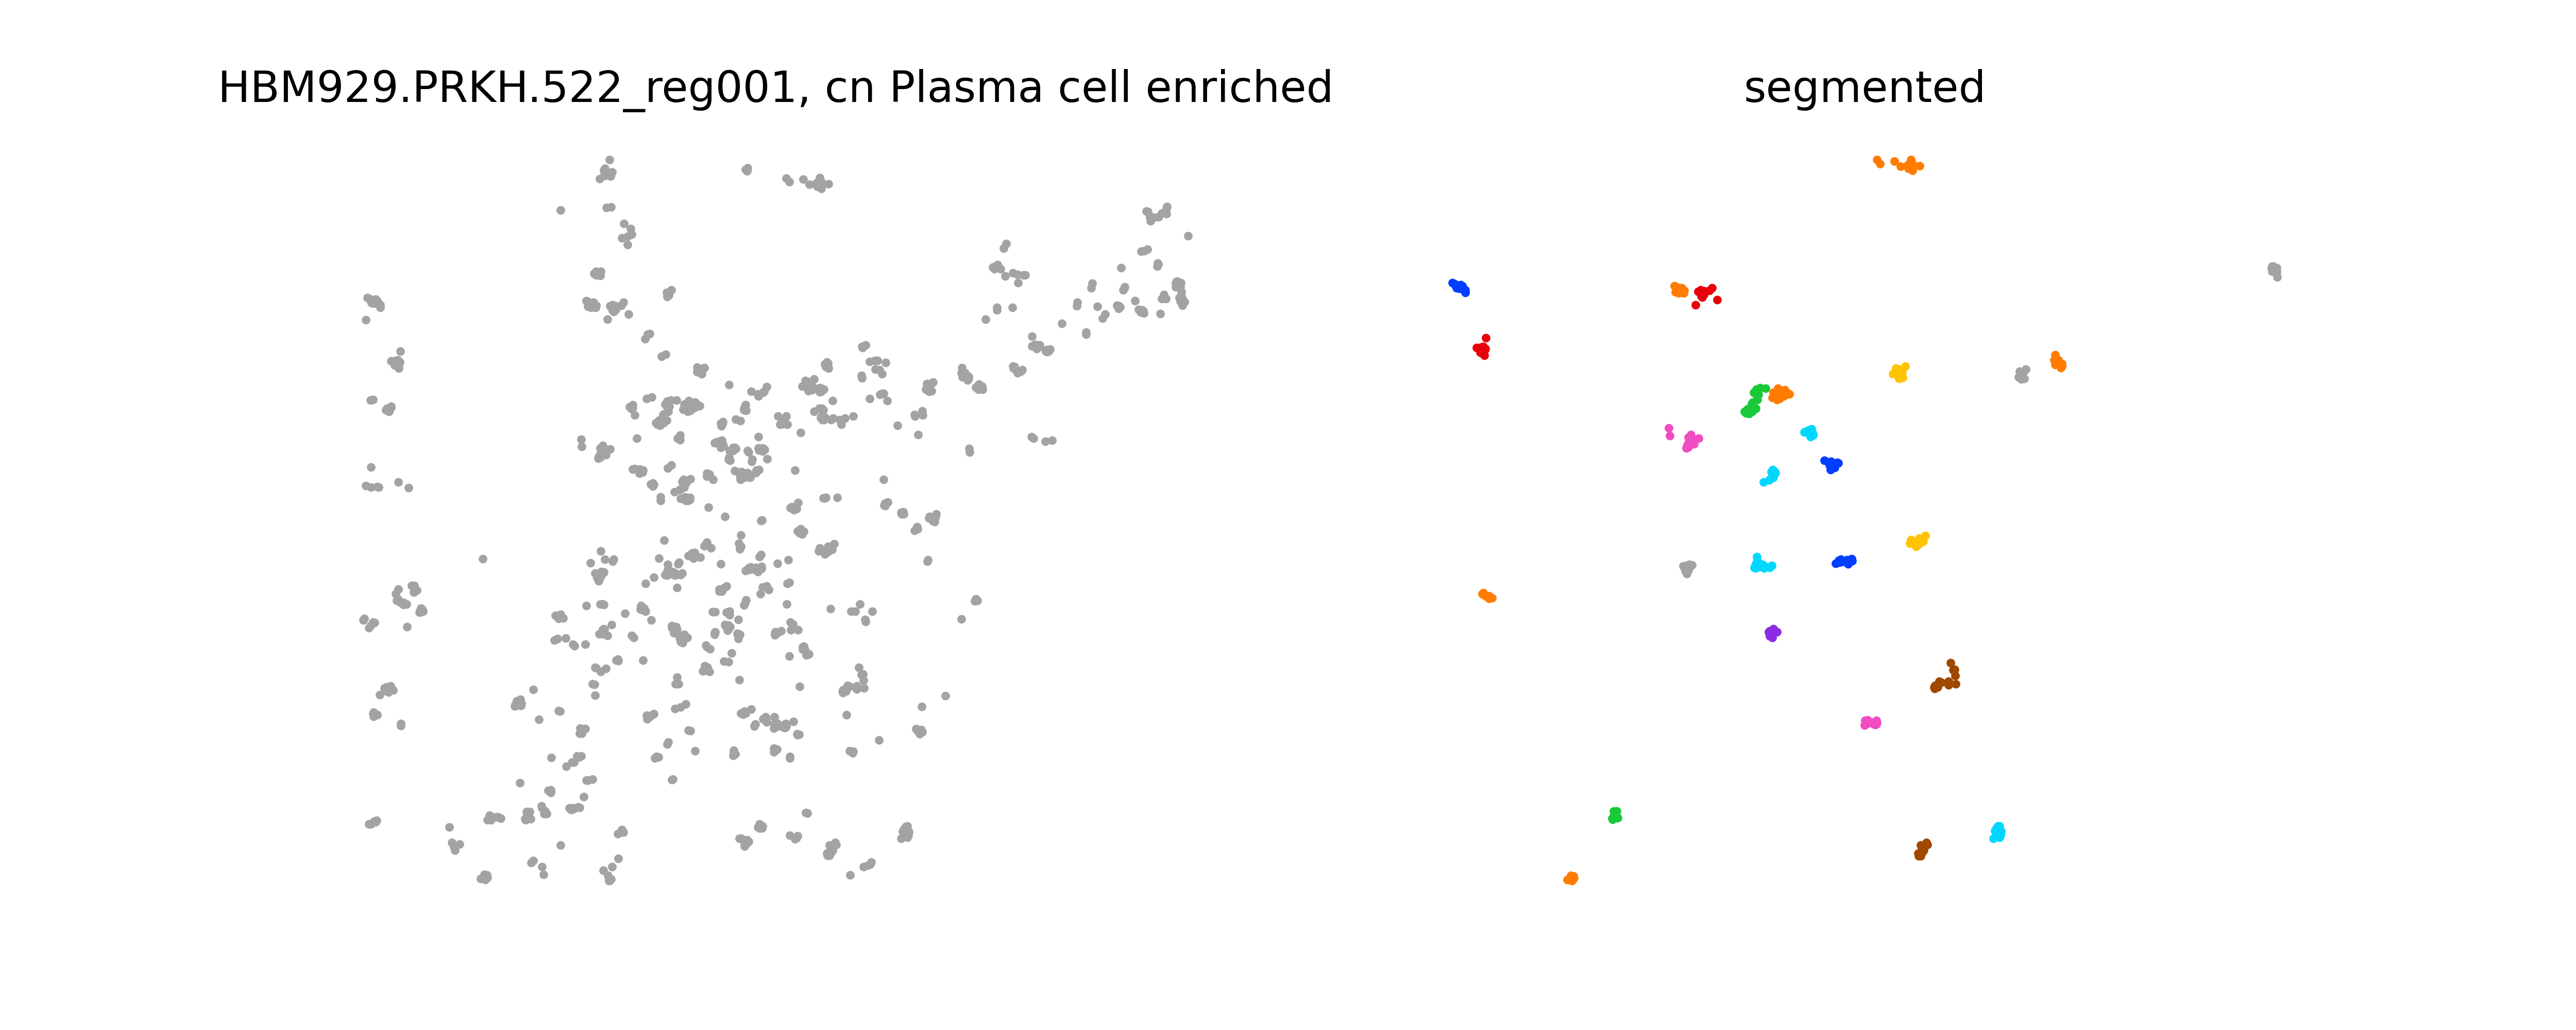 HBM929.PRKH.522_reg001, cn Plasma cell enriched
segmented